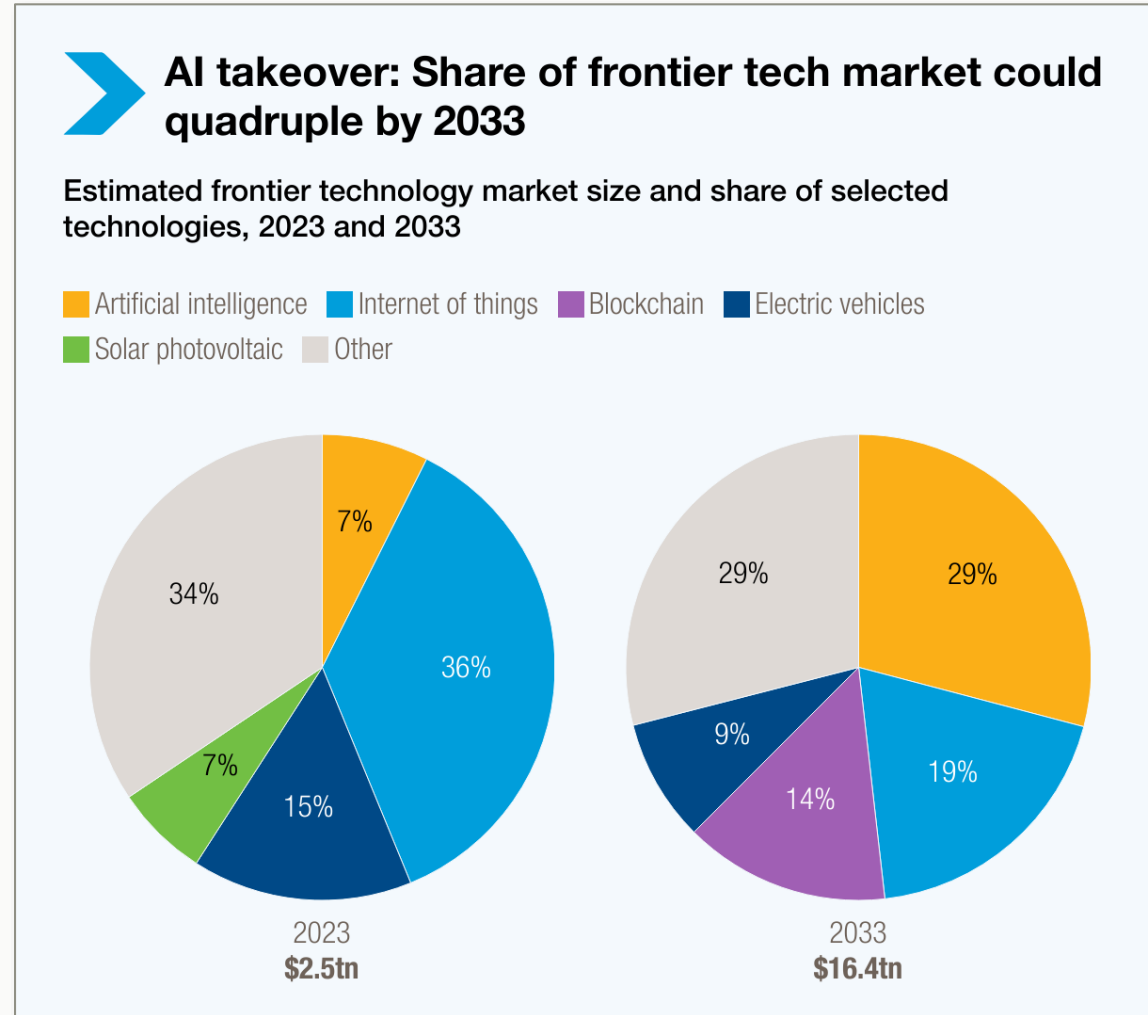 AI takeover: Share of frontier tech market could
quadruple by 2033
Estimated frontier technology market size and share of selected
technologies, 2023 and 2033
Artificial intelligence Internet of things Blockchain Electric vehicles
Solar photovoltaic Other
7%
36%
15%
7%
34%
2023
$2.5tn
29%
19%
14%
9%
29%
2033
$16.4tn